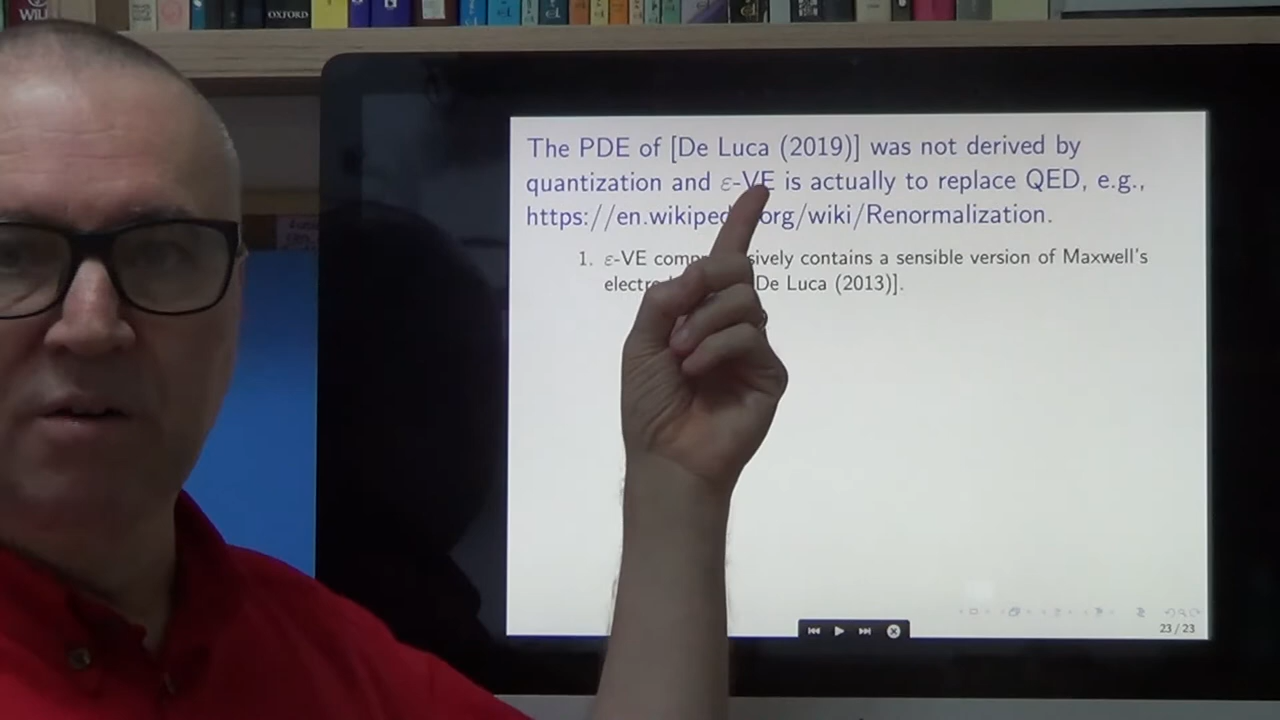 WIL
OXFORD
The PDE of [De Luca (2019)] was not derived by
quantization and ε-VE is actually to replace QED, e.g.,
https://en.wikiped org/wiki/Renormalization.
1. ε-VE comp sively contains a sensible version of Maxwell's
electr De Luca (2013)].
23 / 23